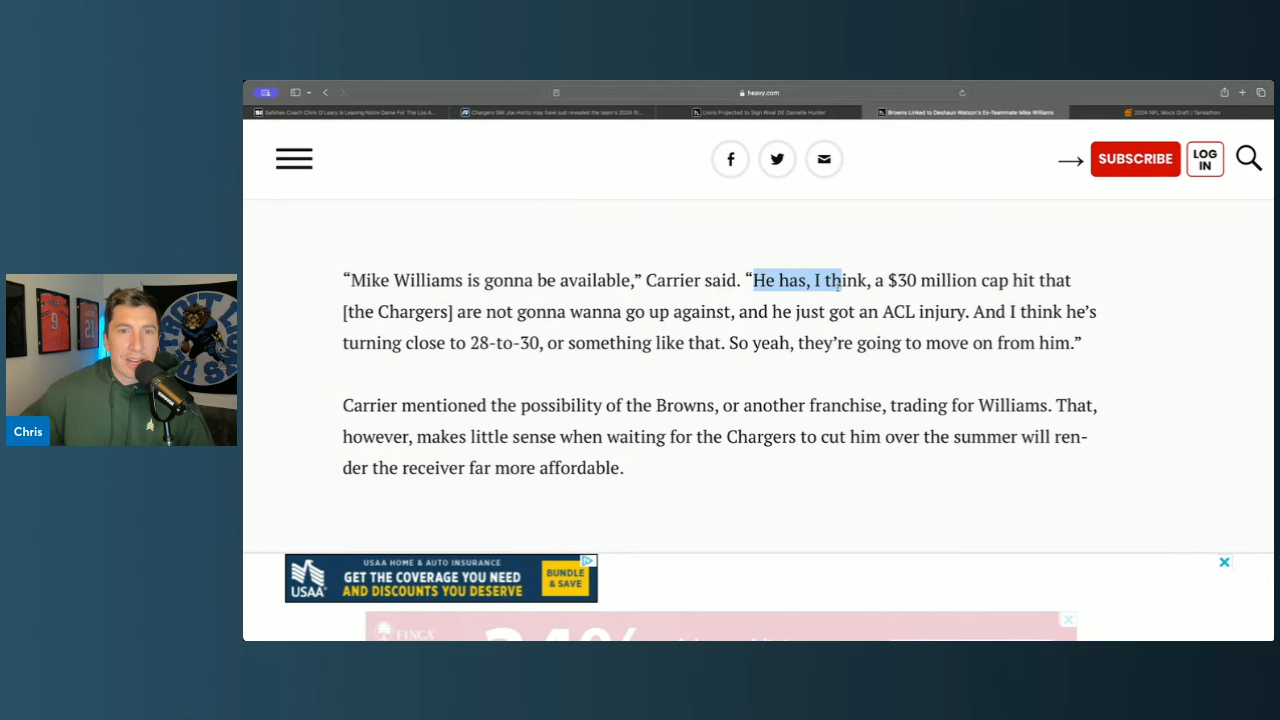 heavy.com
Safeties Coach Chris O'Leary Is Leaving Notre Dame For The Los A...
Chargers GM Joe Hortiz may have just revealed the team's 2024 fir...
Lions Projected to Sign Rival DE Danielle Hunter
Browns Linked to Deshaun Watson's Ex-Teammate Mike Williams
2024 NFL Mock Draft | Tankathon
SUBSCRIBE
LOG
IN
“Mike Williams is gonna be available,” Carrier said. “He has, I think, a $30 million cap hit that
[the Chargers] are not gonna wanna go up against, and he just got an ACL injury. And I think he’s
turning close to 28-to-30, or something like that. So yeah, they’re going to move on from him.”
Carrier mentioned the possibility of the Browns, or another franchise, trading for Williams. That,
however, makes little sense when waiting for the Chargers to cut him over the summer will ren-
der the receiver far more affordable.
Chris
9
21
USAA
USAA HOME & AUTO INSURANCE
GET THE COVERAGE YOU NEED
AND DISCOUNTS YOU DESERVE
BUNDLE
& SAVE
FINCA